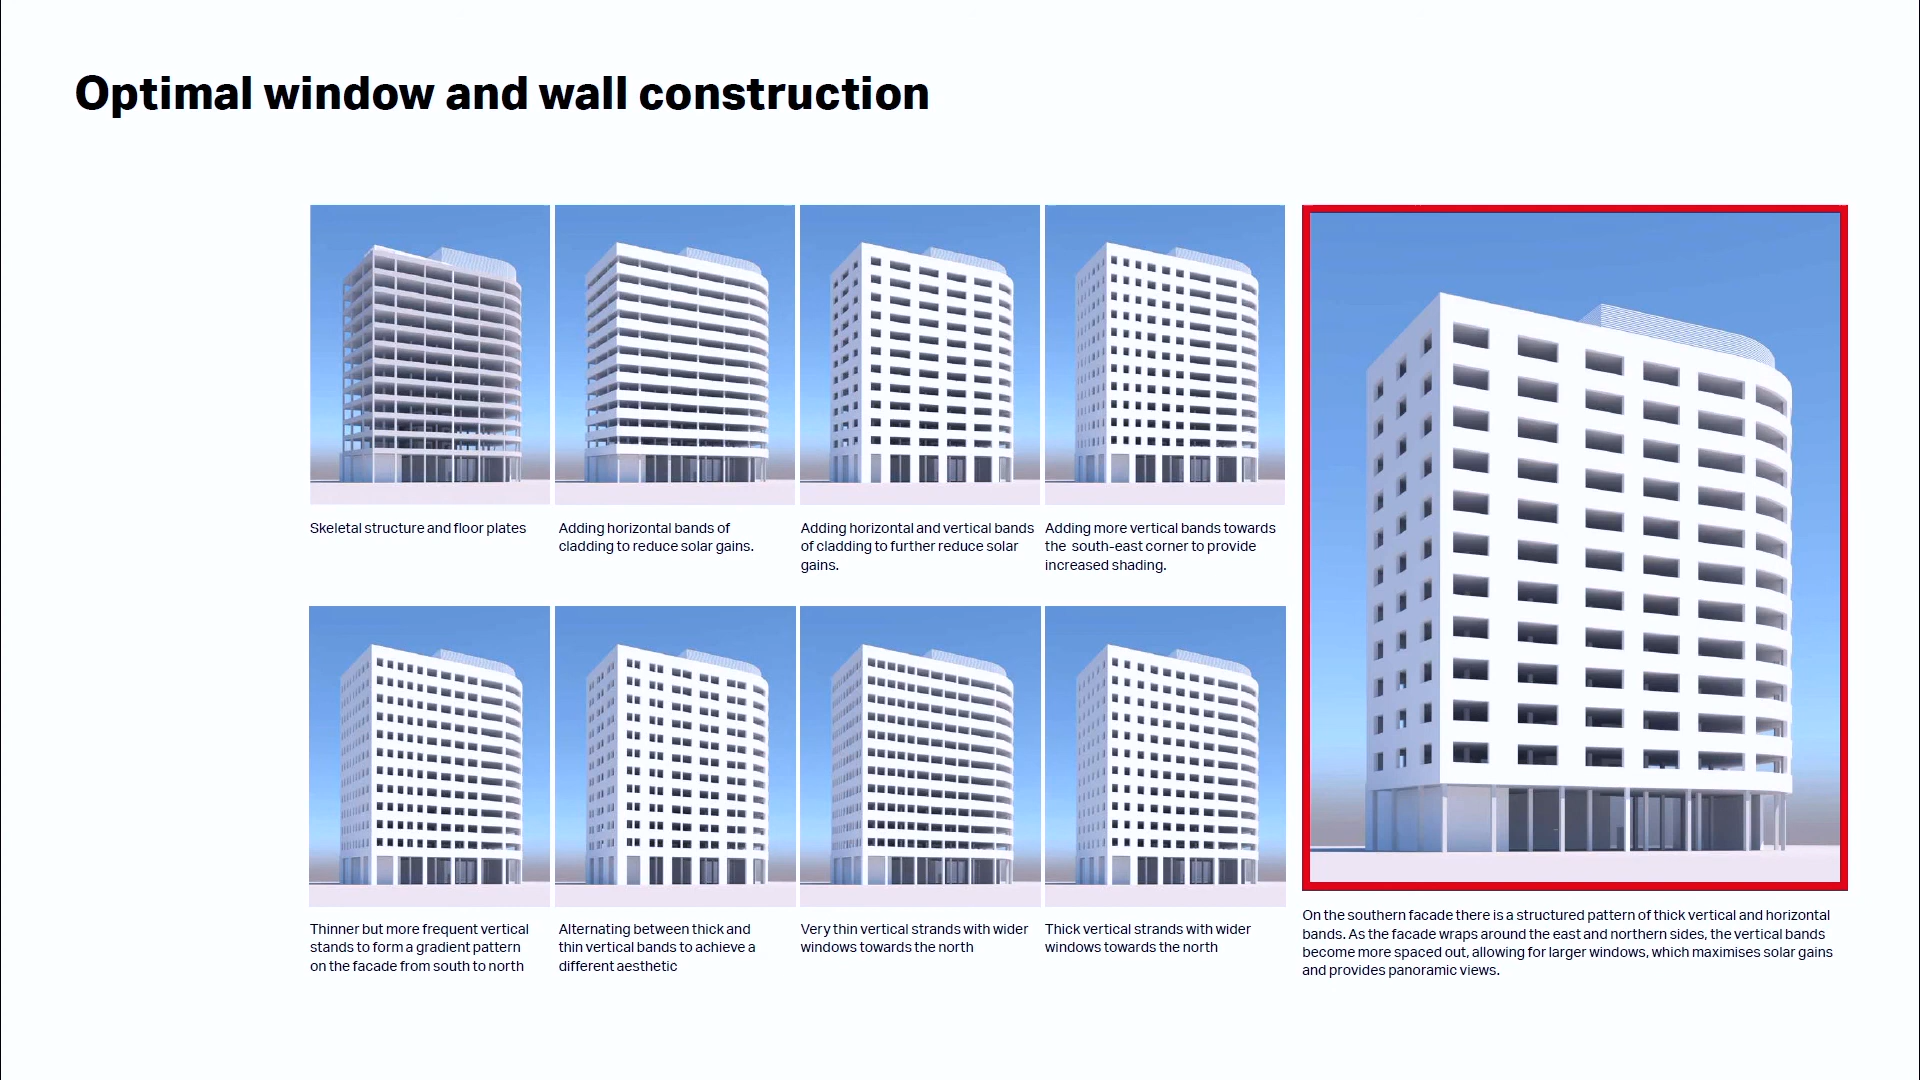 Optimal window and wall construction
Skeletal structure and floor plates
Adding horizontal bands of
cladding to reduce solar gains.
Adding horizontal and vertical bands
of cladding to further reduce solar
gains.
Adding more vertical bands towards
the  south-east corner to provide
increased shading.
Thinner but more frequent vertical
stands to form a gradient pattern
on the facade from south to north
Alternating between thick and
thin vertical bands to achieve a
different aesthetic
Very thin vertical strands with wider
windows towards the north
Thick vertical strands with wider
windows towards the north
On the southern facade there is a structured pattern of thick vertical and horizontal
bands. As the facade wraps around the east and northern sides, the vertical bands
become more spaced out, allowing for larger windows, which maximises solar gains
and provides panoramic views.